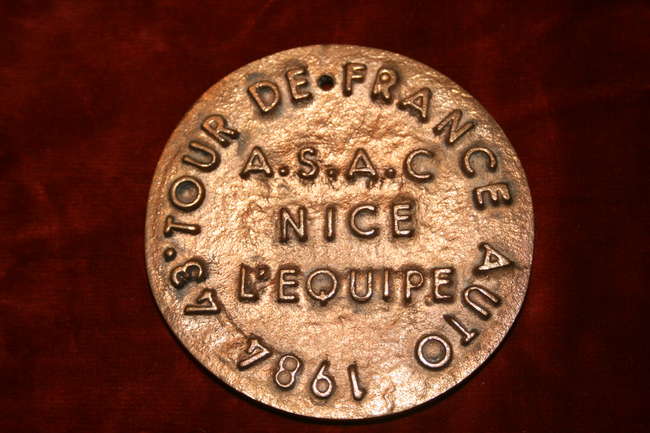 43° TOUR DE FRANCE AUTO 1984
A.S.A.C
NICE
L'EQUIPE